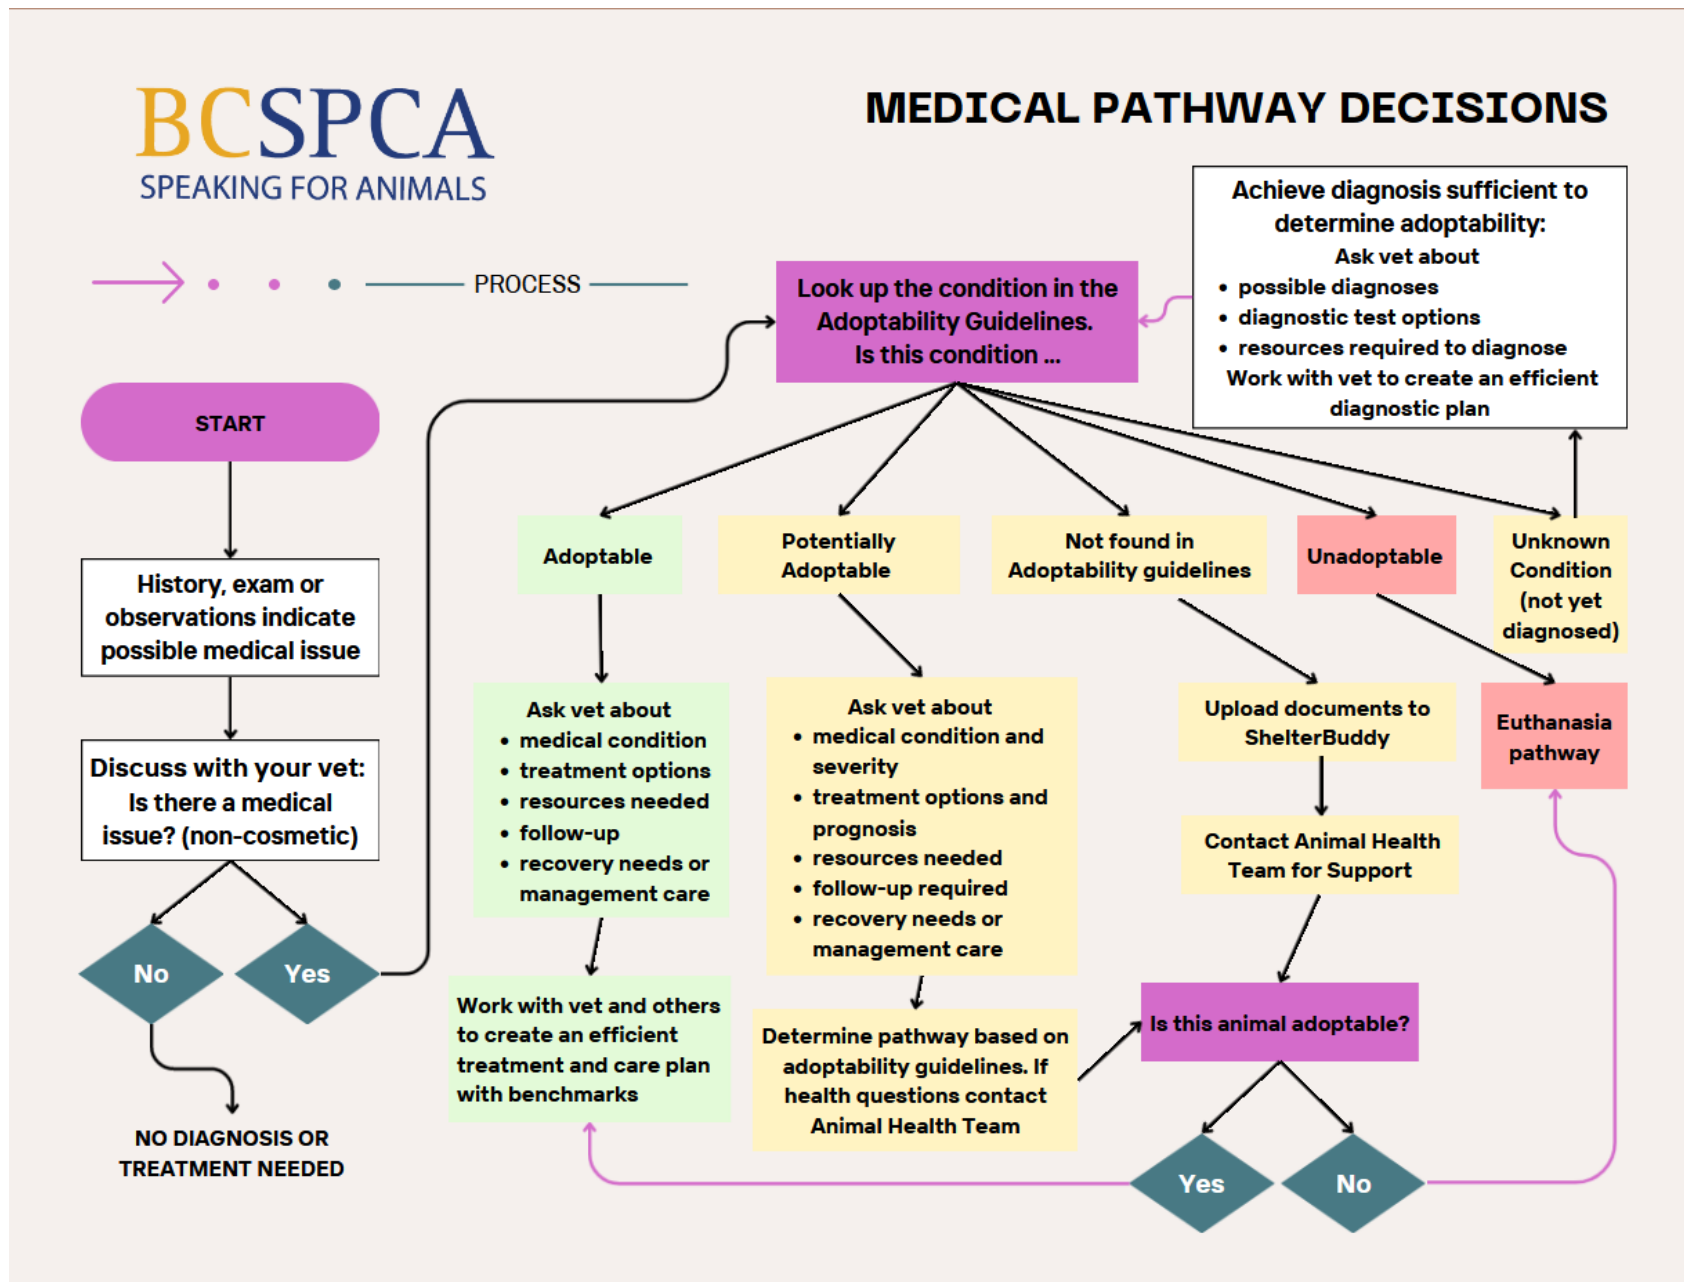 BCSPCA
SPEAKING FOR ANIMALS
MEDICAL PATHWAY DECISIONS
PROCESS
START
History, exam or
observations indicate
possible medical issue
Discuss with your vet:
Is there a medical
issue? (non-cosmetic)
No
Yes
NO DIAGNOSIS OR
TREATMENT NEEDED
Look up the condition in the
Adoptability Guidelines.
Is this condition ...
Achieve diagnosis sufficient to
determine adoptability:
Ask vet about
• possible diagnoses
• diagnostic test options
• resources required to diagnose
Work with vet to create an efficient
diagnostic plan
Adoptable
Ask vet about
• medical condition
• treatment options
• resources needed
• follow-up
• recovery needs or
management care
Work with vet and others
to create an efficient
treatment and care plan
with benchmarks
Potentially
Adoptable
Ask vet about
• medical condition and
severity
• treatment options and
prognosis
• resources needed
• follow-up required
• recovery needs or
management care
Determine pathway based on
adoptability guidelines. If
health questions contact
Animal Health Team
Not found in
Adoptability guidelines
Upload documents to
ShelterBuddy
Contact Animal Health
Team for Support
Is this animal adoptable?
Yes
No
Unadoptable
Euthanasia
pathway
Unknown
Condition
(not yet
diagnosed)